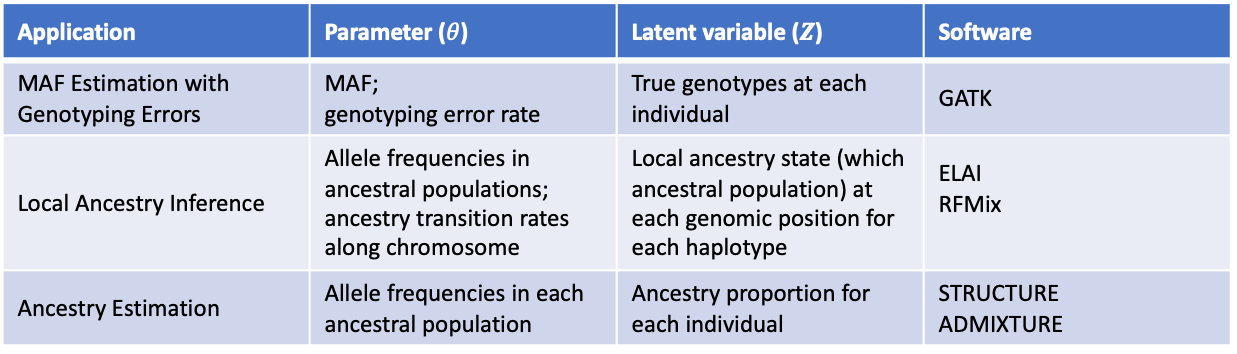 Application
Parameter (θ)
Latent variable (Z)
Software
MAF Estimation with
Genotyping Errors
MAF;
genotyping error rate
True genotypes at each
individual
GATK
Local Ancestry Inference
Allele frequencies in
ancestral populations;
ancestry transition rates
along chromosome
Local ancestry state (which
ancestral population) at
each genomic position for
each haplotype
ELAI
RFMix
Ancestry Estimation
Allele frequencies in each
ancestral population
Ancestry proportion for
each individual
STRUCTURE
ADMIXTURE